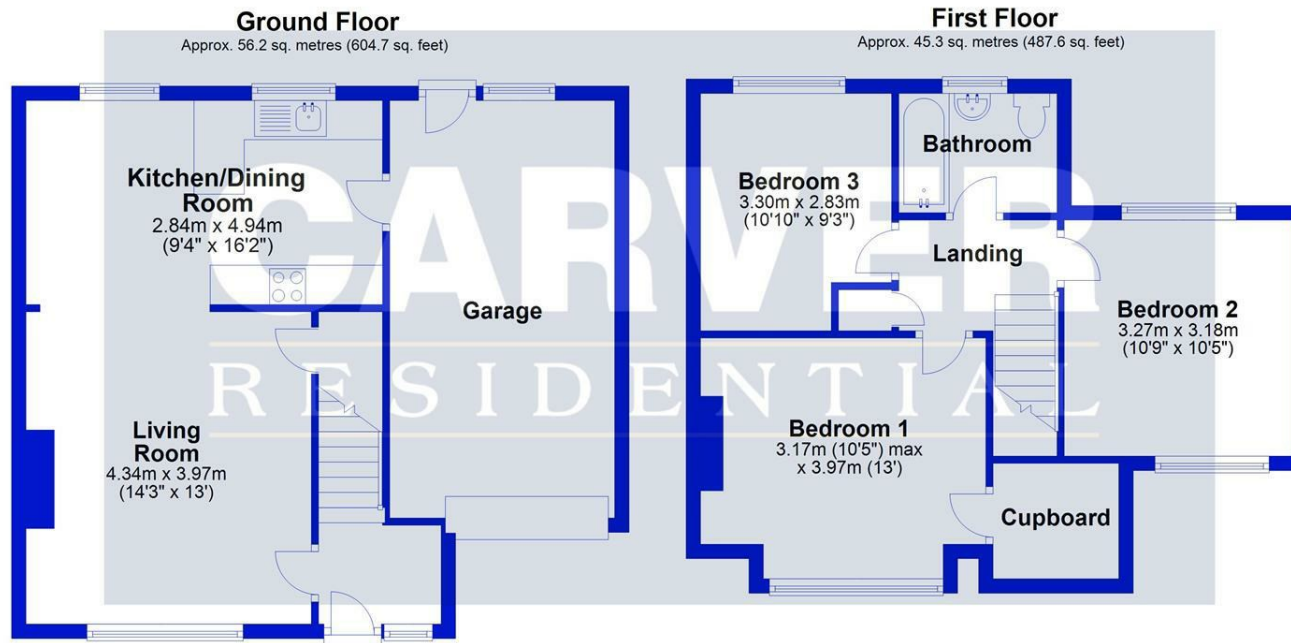 Ground Floor
Approx. 56.2 sq. metres (604.7 sq. feet)
Kitchen/Dining
Room
2.84m x 4.94m
(9'4" x 16'2")
Garage
Living
Room
4.34m x 3.97m
(14'3" x 13')
First Floor
Approx. 45.3 sq. metres (487.6 sq. feet)
Bathroom
Bedroom 3
3.30m x 2.83m
(10'10" x 9'3")
Landing
Bedroom 2
3.27m x 3.18m
(10'9" x 10'5")
Bedroom 1
3.17m (10'5") max
x 3.97m (13')
Cupboard
CARVER
RESIDENTIAL